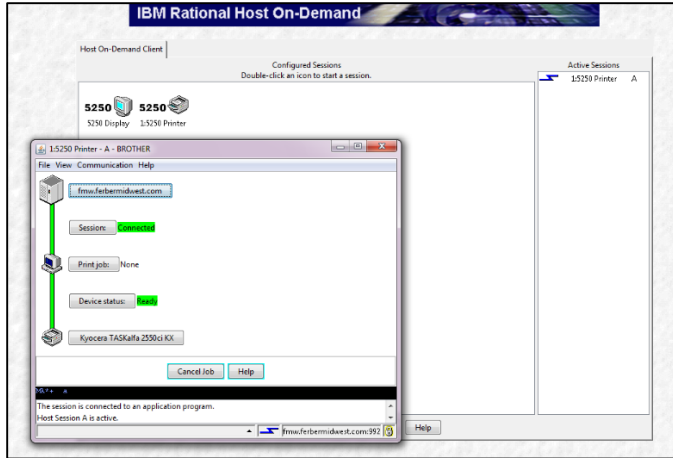 IBM Rational Host On-Demand
Host On-Demand Client
Configured Sessions
Double-click an icon to start a session.
Active Sessions
1:5250 Printer A
5250 5250
5250 Display 1:5250 Printer
1:5250 Printer - A - BROTHER
File View Communication Help
fmw.ferbermidwest.com
Session: Connected
Print job: None
Device status: Ready
Kyocera TASKalfa 2550ci KX
Cancel Job Help
The session is connected to an application program.
Host Session A is active.
fmw.ferbermidwest.com:992
Help